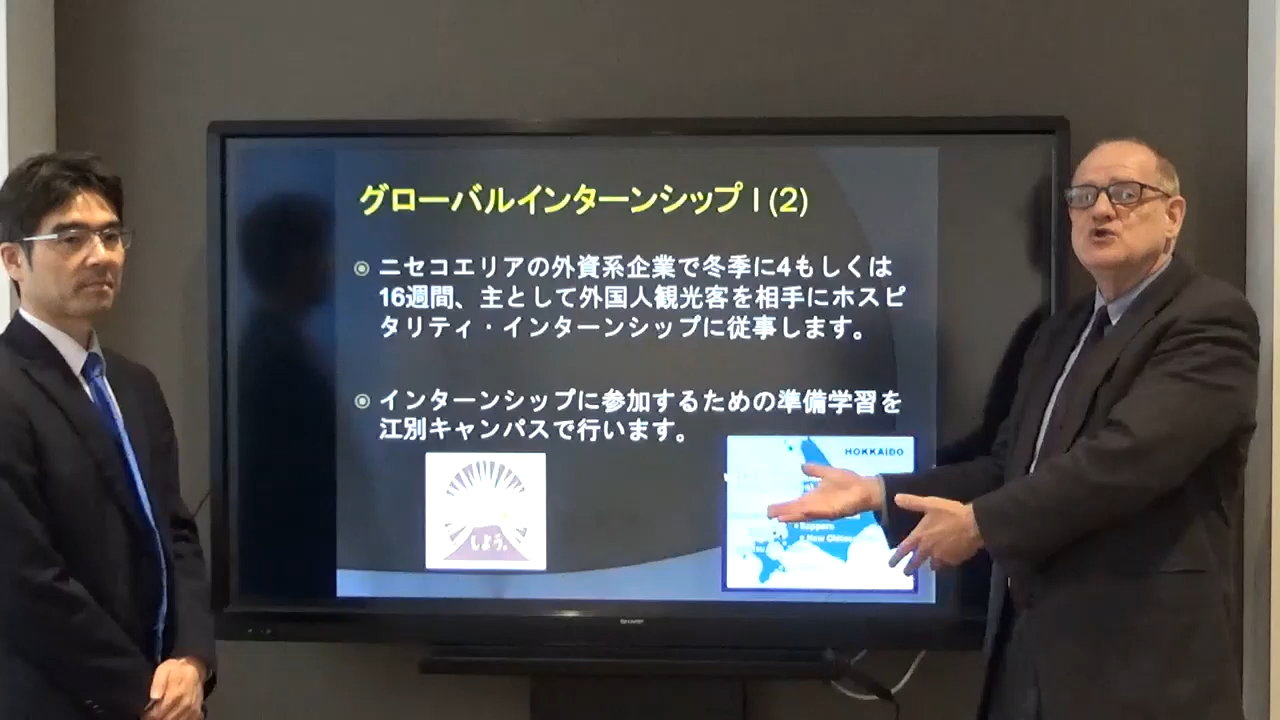 グローバルインターンシップ I (2)
ニセコエリアの外資系企業で冬季に4もしくは
16週間、主として外国人観光客を相手にホスピ
タリティ・インターンシップに従事します。
インターンシップに参加するための準備学習を
江別キャンパスで行います。
しよう。
HOKKAIDO
Sapporo
New Chitose
SHARP